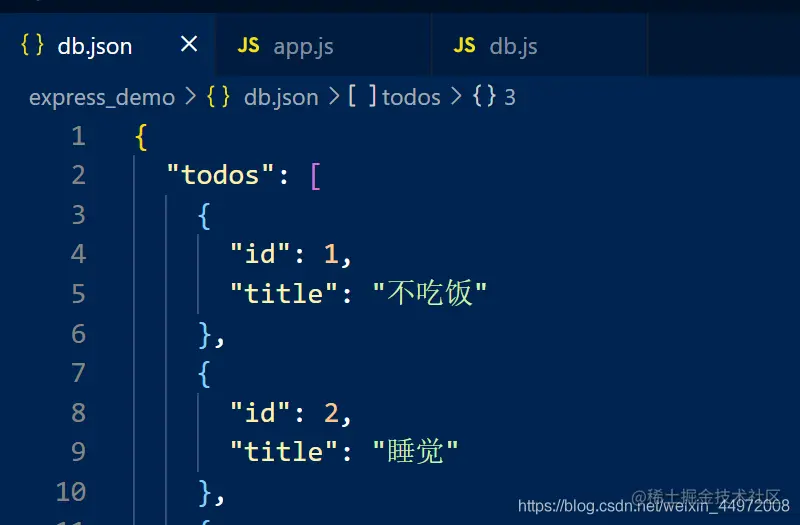 {} db.json × JS app.js JS db.js
express_demo > {} db.json > [ ] todos > {} 3
1 {
2 "todos": [
3 {
4 "id": 1,
5 "title": "不吃饭"
6 },
7 {
8 "id": 2,
9 "title": "睡觉"
10 },
11 {
@稀土掘金技术社区
https://blog.csdn.net/weixin_44972008